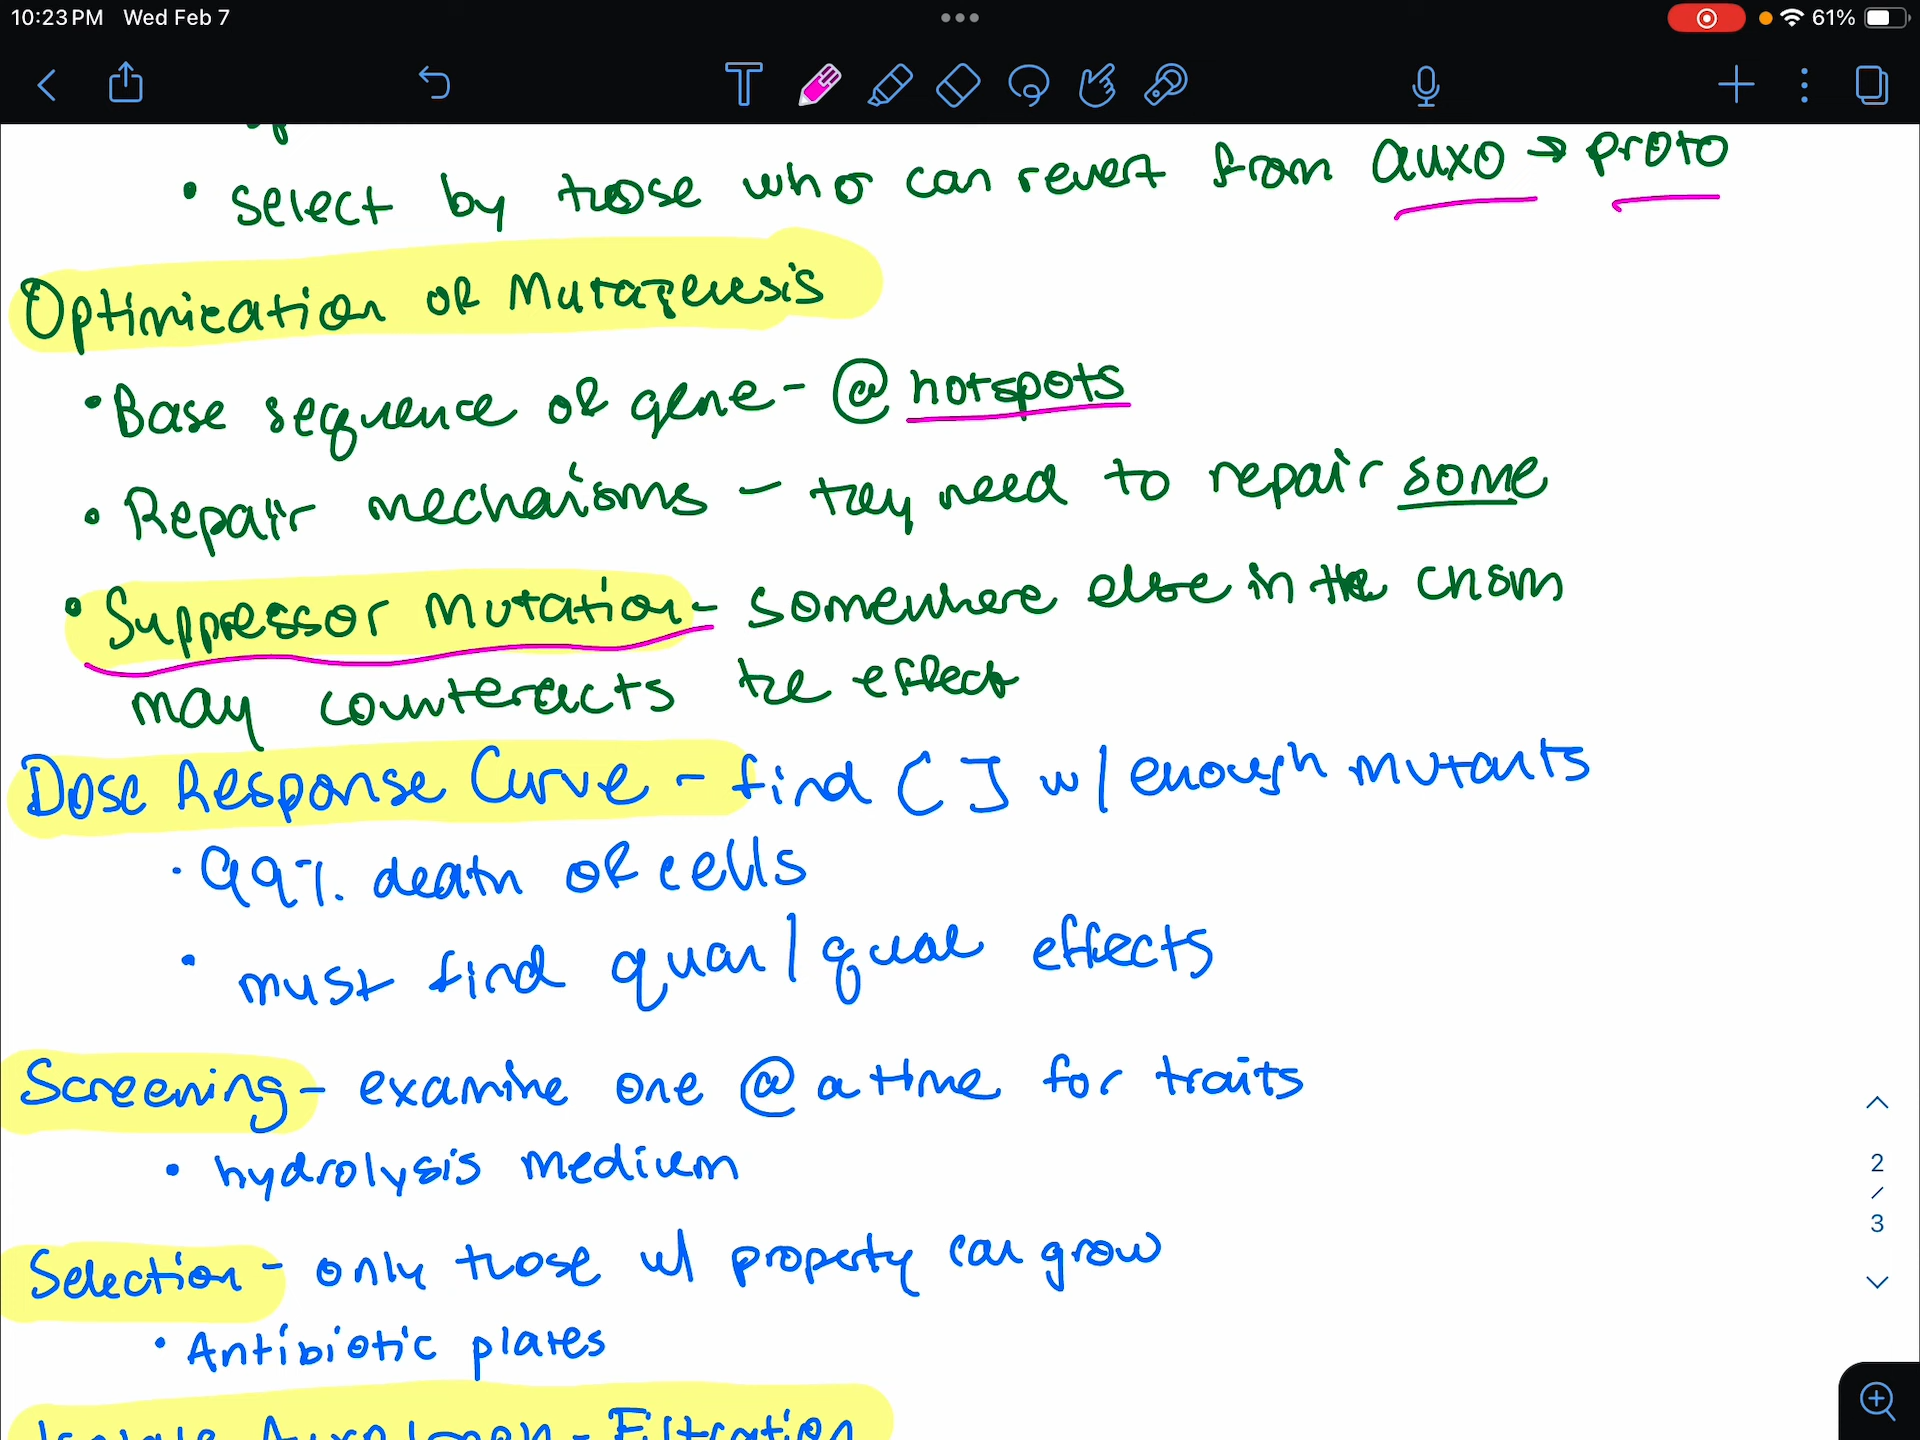 10:23 PM Wed Feb 7
61%
• select by those who can revert from auxo → proto
Optimization of Mutagenesis
• Base sequence of gene - @ hotspots
• Repair mechanisms - they need to repair some
• Suppressor Mutation - somewhere else in the chsm
may counteracts the effect
Dose Response Curve - find [ ] w/ enough mutants
• 99% death of cells
• must find quan/qual effects
Screening - examine one @ a time for traits
• hydrolysis medium
Selection - only those w/ property can grow
• Antibiotic plates
- Filtration
2
/
3